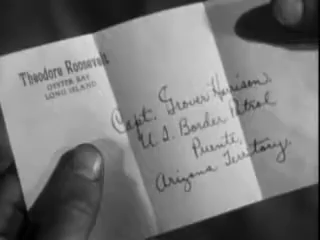 Theodore Roosevelt
OYSTER BAY
LONG ISLAND
Capt. Grover Harrison,
U. S. Border Patrol
Puente,
Arizona Territory.